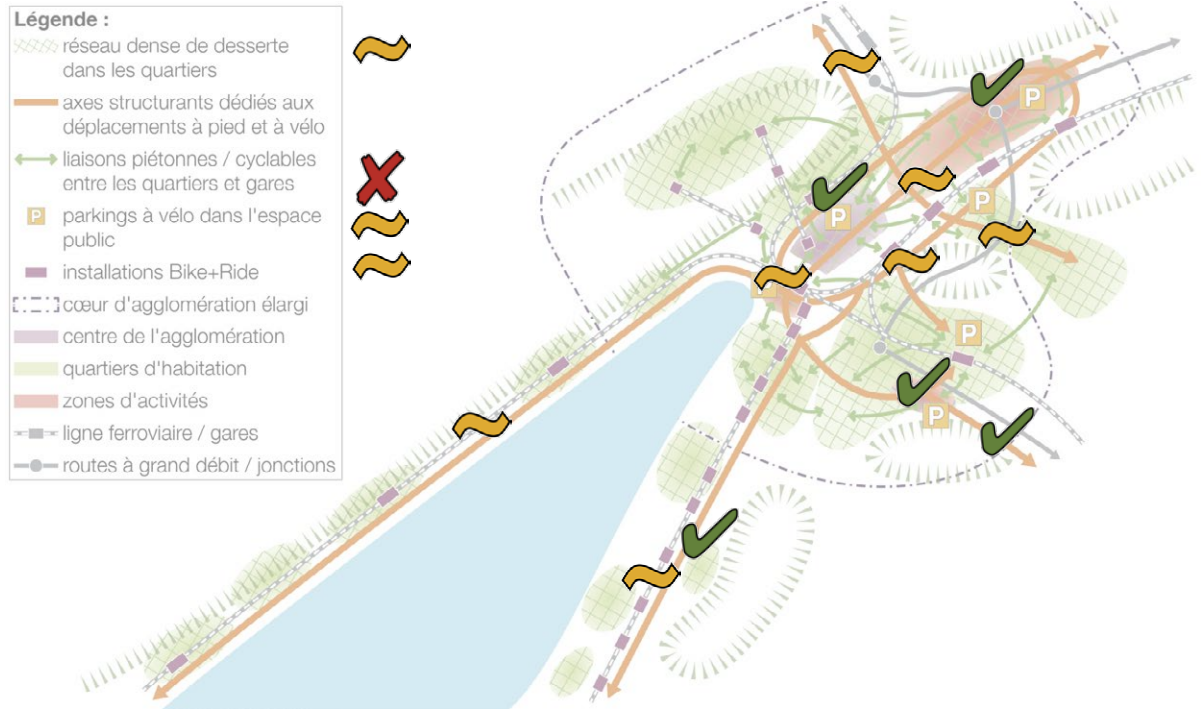 Légende :
réseau dense de desserte
dans les quartiers
axes structurants dédiés aux
déplacements à pied et à vélo
liaisons piétonnes / cyclables
entre les quartiers et gares
P parkings à vélo dans l'espace
public
installations Bike+Ride
cœur d'agglomération élargi
centre de l'agglomération
quartiers d'habitation
zones d'activités
ligne ferroviaire / gares
routes à grand débit / jonctions
P
P
P
P
P
P